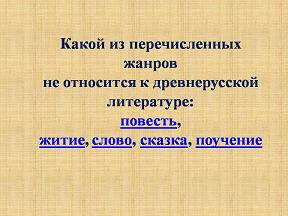 Какой из перечисленных
жанров
не относится к древнерусской
литературе:
повесть,
житие, слово, сказка, поучение